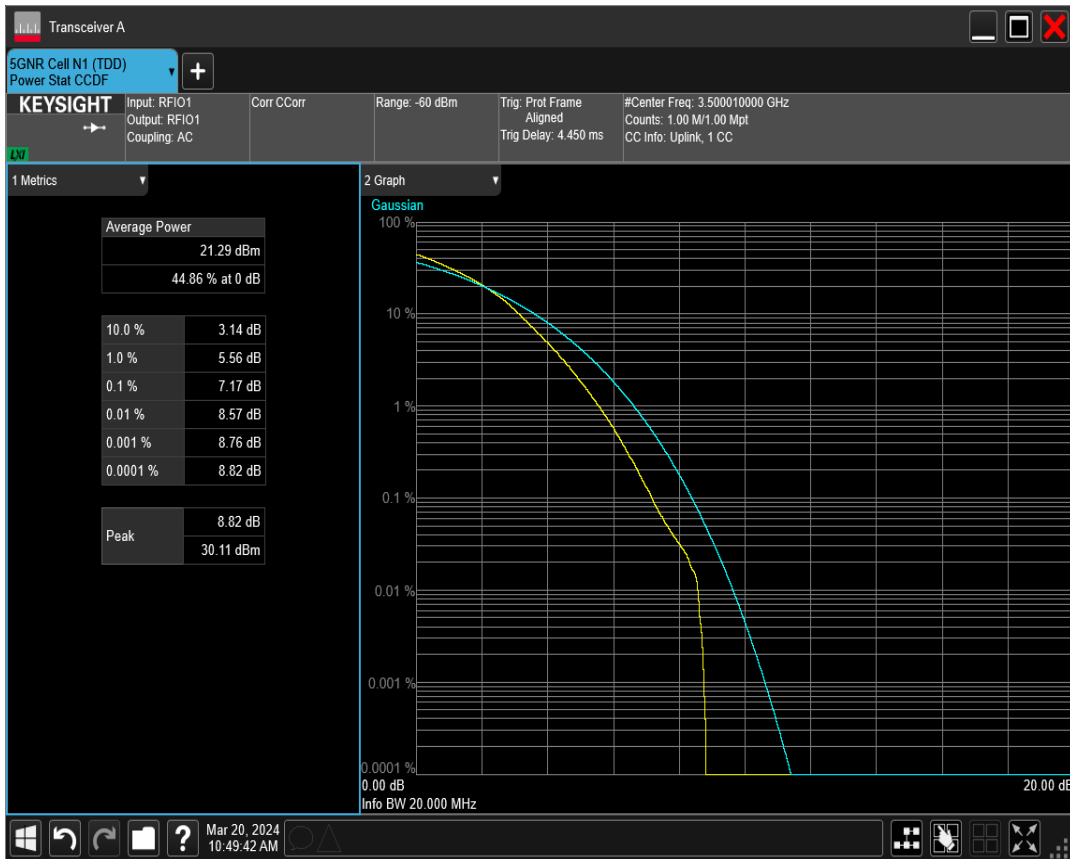 Transceiver A
5GNR Cell N1 (TDD)
Power Stat CCDF
KEYSIGHT
LXI
Input: RFIO1
Output: RFIO1
Coupling: AC
Corr CCorr
Range: -60 dBm
Trig: Prot Frame
Aligned
Trig Delay: 4.450 ms
#Center Freq: 3.500010000 GHz
Counts: 1.00 M/1.00 Mpt
CC Info: Uplink, 1 CC
1 Metrics
Average Power
21.29 dBm
44.86 % at 0 dB
10.0 % 3.14 dB
1.0 % 5.56 dB
0.1 % 7.17 dB
0.01 % 8.57 dB
0.001 % 8.76 dB
0.0001 % 8.82 dB
Peak
8.82 dB
30.11 dBm
2 Graph
Gaussian
100 %
10 %
1 %
0.1 %
0.01 %
0.001 %
0.0001 %
0.00 dB 20.00 dB
Info BW 20.000 MHz
?
Mar 20, 2024
10:49:42 AM